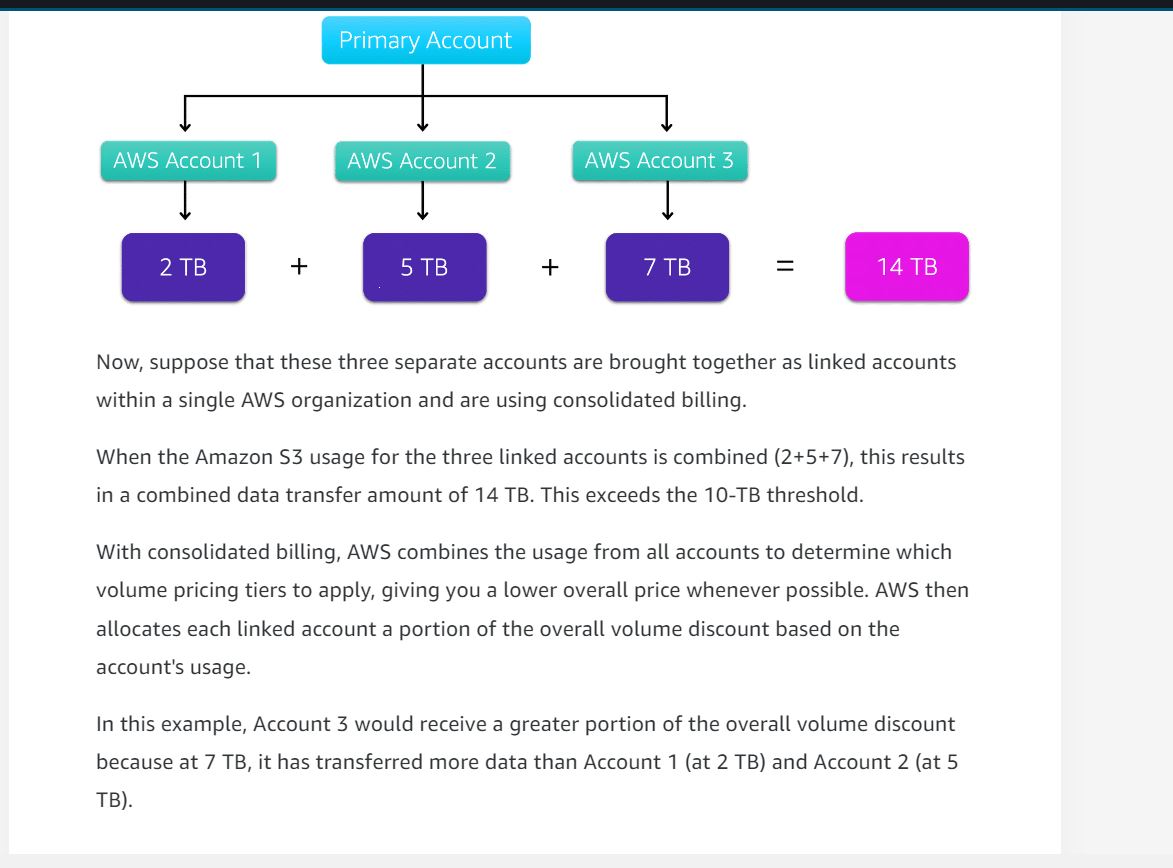 Primary Account
AWS Account 1 AWS Account 2 AWS Account 3
2 TB + 5 TB + 7 TB = 14 TB
Now, suppose that these three separate accounts are brought together as linked accounts
within a single AWS organization and are using consolidated billing.
When the Amazon S3 usage for the three linked accounts is combined (2+5+7), this results
in a combined data transfer amount of 14 TB. This exceeds the 10-TB threshold.
With consolidated billing, AWS combines the usage from all accounts to determine which
volume pricing tiers to apply, giving you a lower overall price whenever possible. AWS then
allocates each linked account a portion of the overall volume discount based on the
account's usage.
In this example, Account 3 would receive a greater portion of the overall volume discount
because at 7 TB, it has transferred more data than Account 1 (at 2 TB) and Account 2 (at 5
TB).